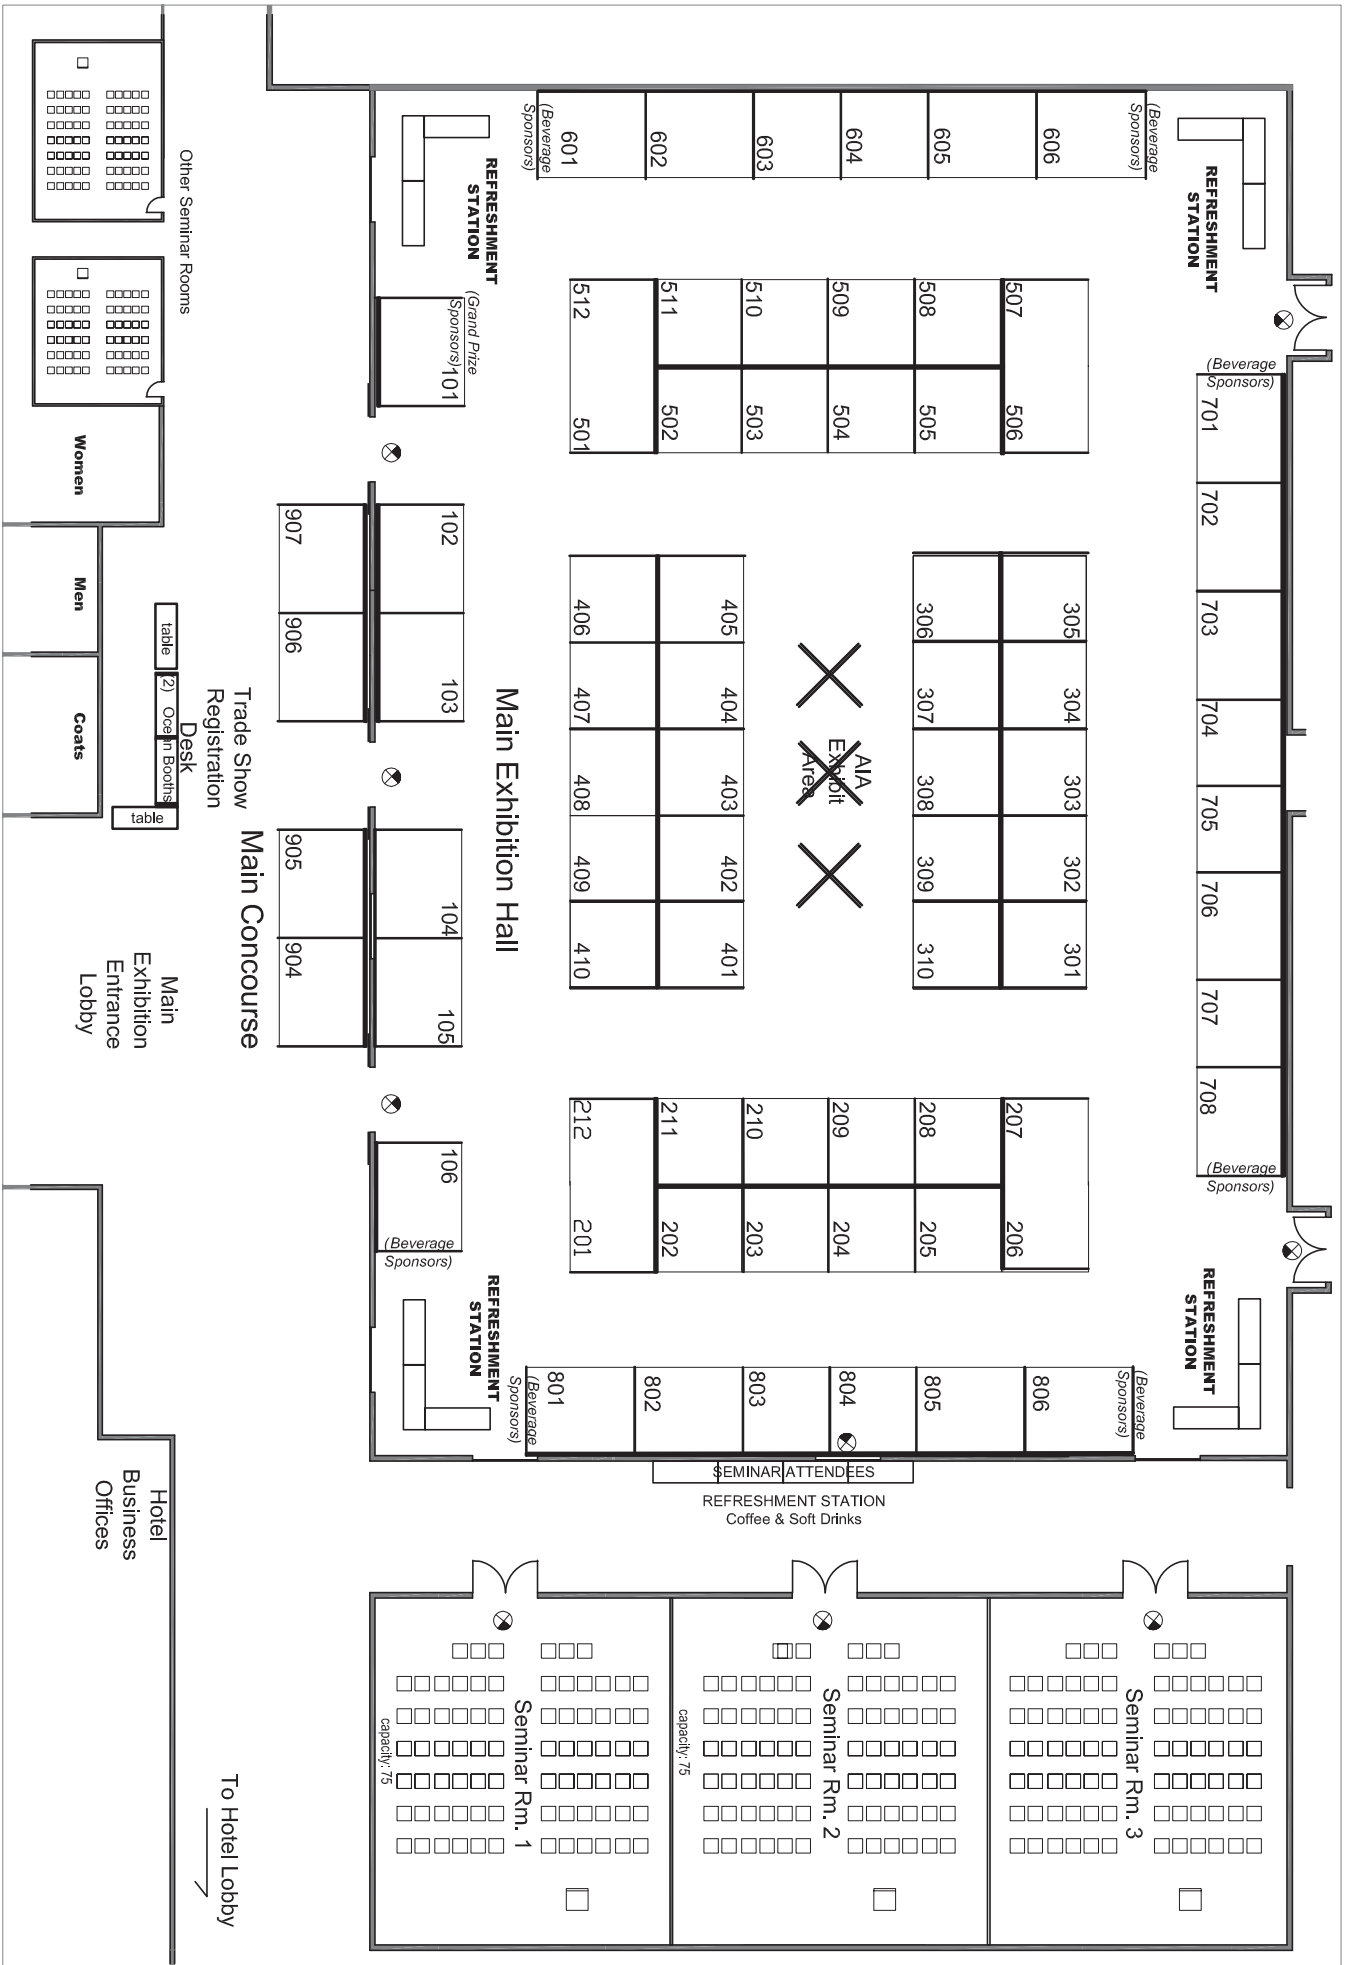 Other Seminar Rooms
Women
Men
Coats
table
(2) Ocean Booths
table
Trade Show
Registration
Desk
Main Concourse
Main
Exhibition
Entrance
Lobby
Hotel
Business
Offices
To Hotel Lobby
Main Exhibition Hall
REFRESHMENT
STATION
(Beverage
Sponsors)
601
602
603
604
605
606
(Beverage
Sponsors)
REFRESHMENT
STATION
(Grand Prize
Sponsors)
101
102
103
104
105
106
(Beverage
Sponsors)
907
906
905
904
512
511
510
509
508
507
501
502
503
504
505
506
406
405
407
404
408
403
409
402
410
401
AIA
Exhibit
Area
306
305
307
304
308
303
309
302
310
301
(Beverage
Sponsors)
701
702
703
704
705
706
707
708
(Beverage
Sponsors)
212
211
210
209
208
207
201
202
203
204
205
206
REFRESHMENT
STATION
REFRESHMENT
STATION
801
(Beverage
Sponsors)
802
803
804
805
806
(Beverage
Sponsors)
SEMINAR ATTENDEES
REFRESHMENT STATION
Coffee & Soft Drinks
Seminar Rm. 1
capacity: 75
Seminar Rm. 2
capacity: 75
Seminar Rm. 3